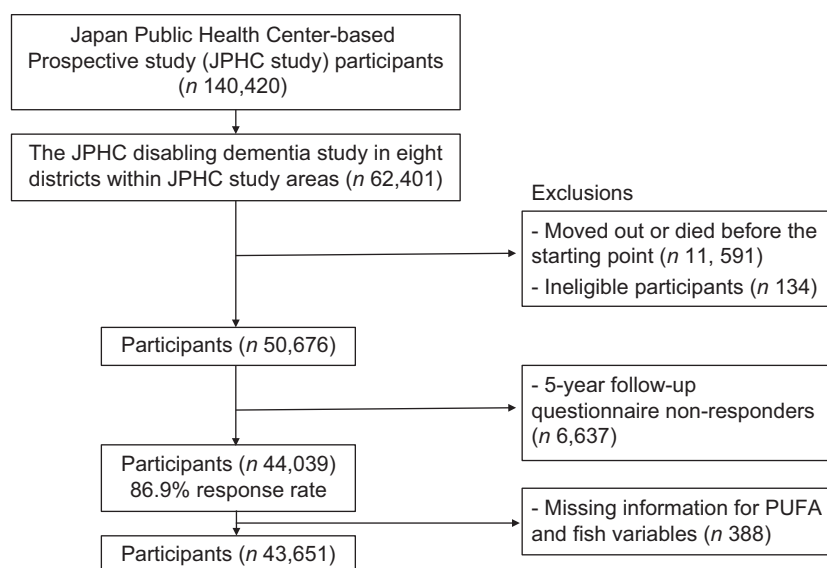 Japan Public Health Center-based
Prospective study (JPHC study) participants
(n 140,420)
The JPHC disabling dementia study in eight
districts within JPHC study areas (n 62,401)
Exclusions
- Moved out or died before the
starting point (n 11, 591)
- Ineligible participants (n 134)
Participants (n 50,676)
- 5-year follow-up
questionnaire non-responders
(n 6,637)
Participants (n 44,039)
86.9% response rate
- Missing information for PUFA
and fish variables (n 388)
Participants (n 43,651)